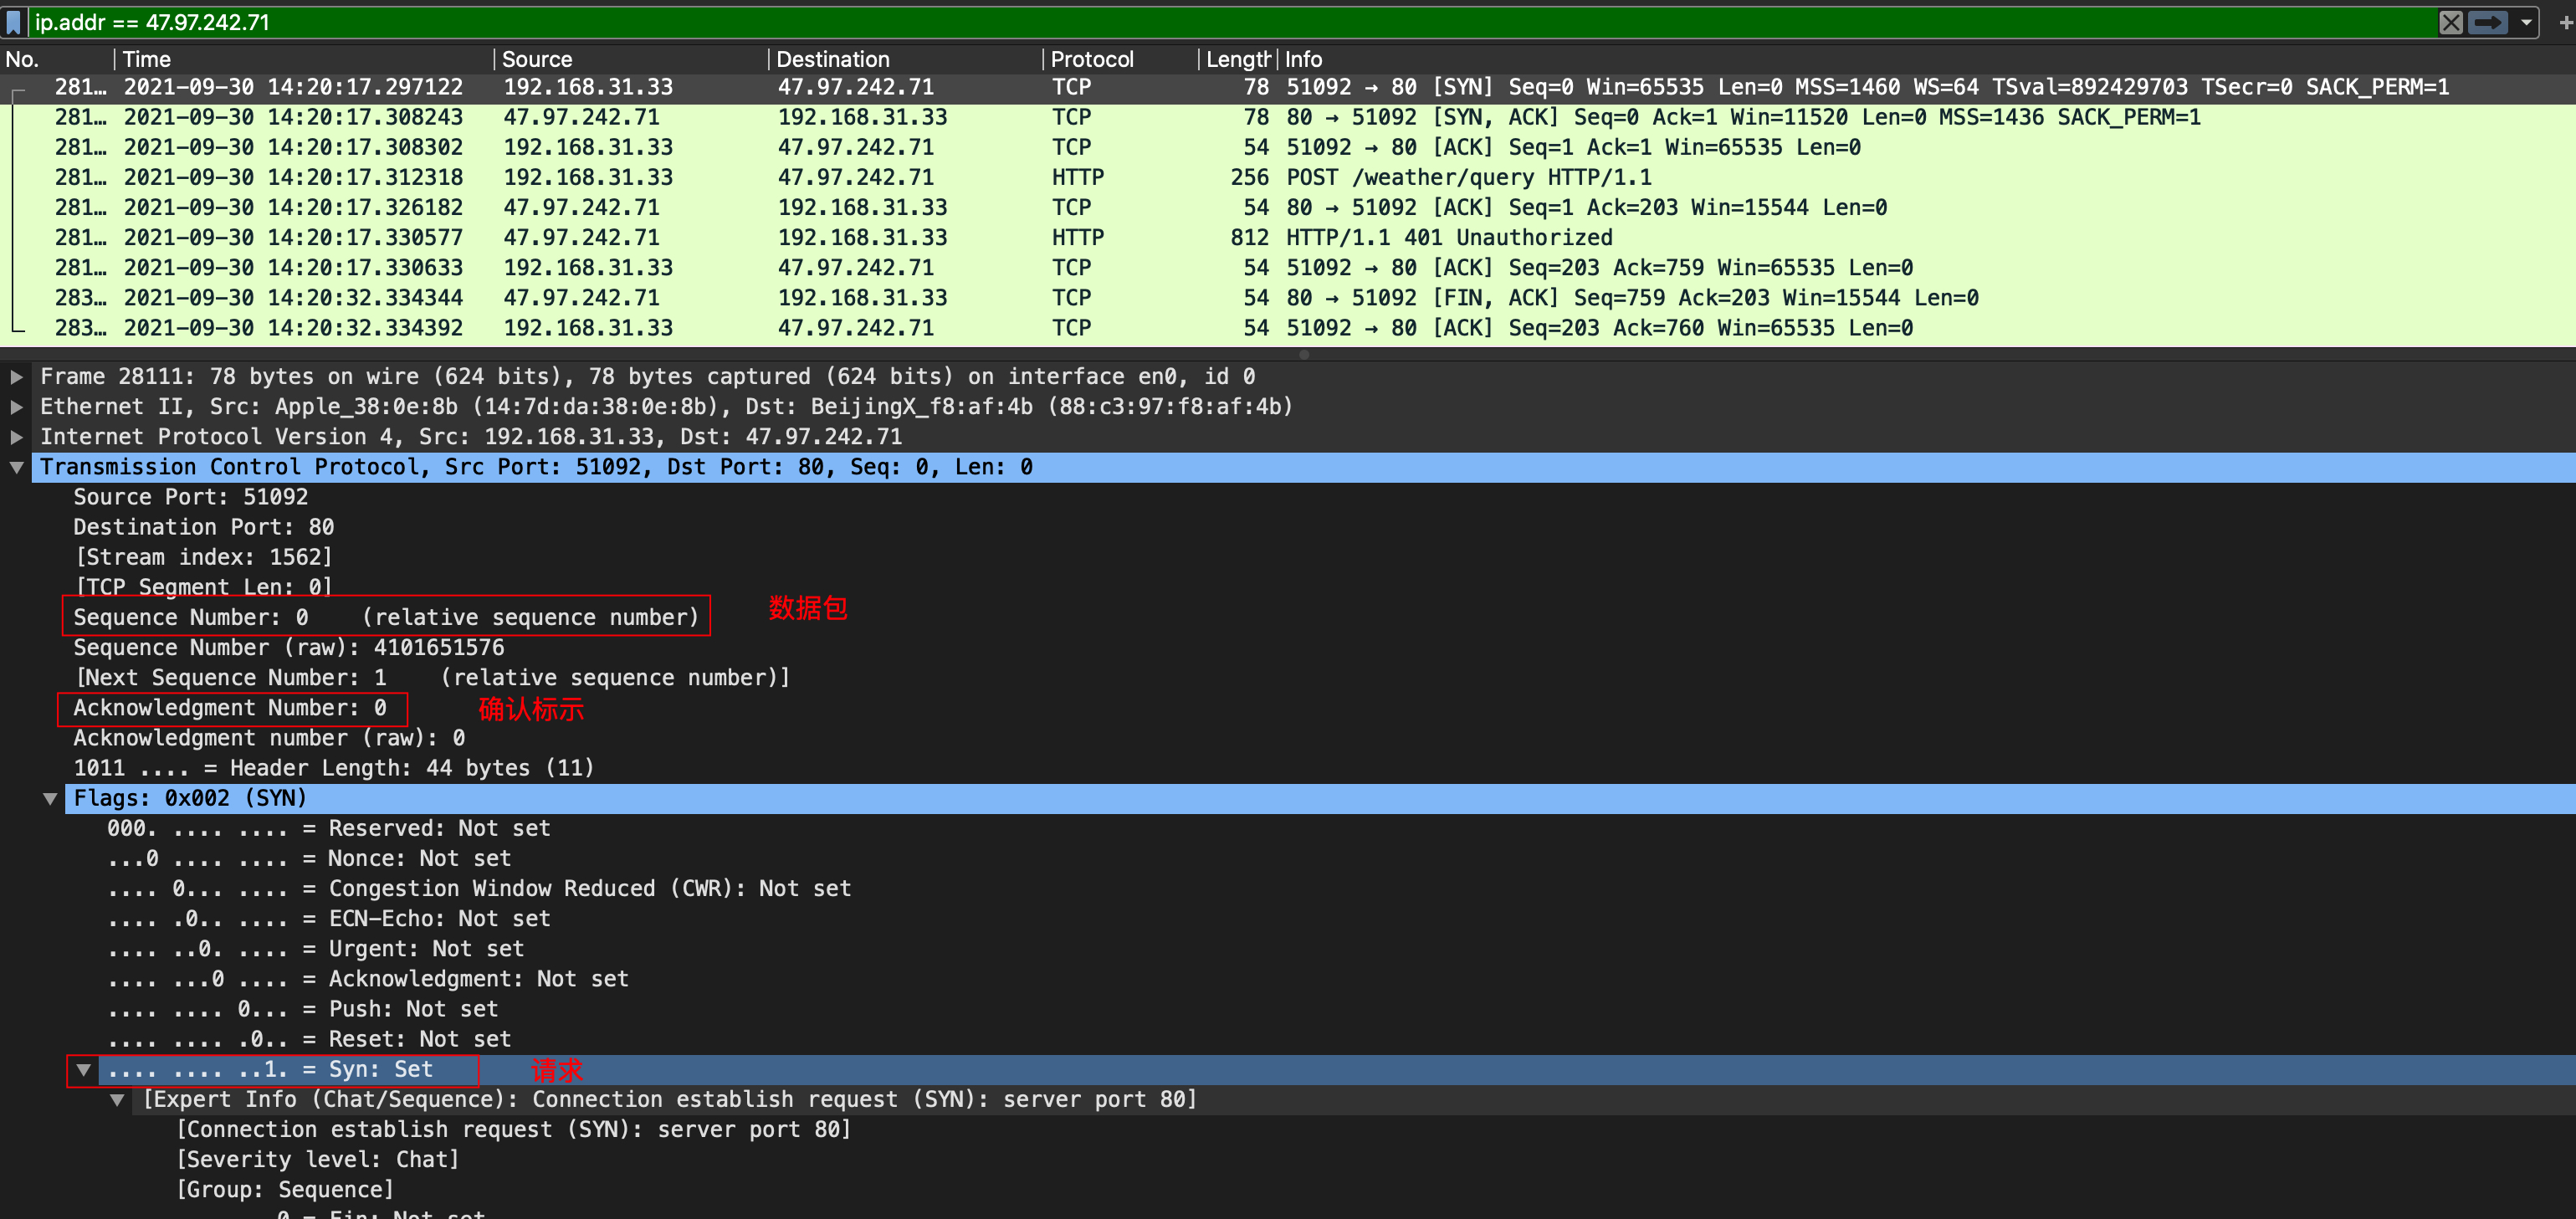 ip.addr == 47.97.242.71
No. Time Source Destination Protocol Length Info
281… 2021-09-30 14:20:17.297122 192.168.31.33 47.97.242.71 TCP 78 51092 → 80 [SYN] Seq=0 Win=65535 Len=0 MSS=1460 WS=64 TSval=892429703 TSecr=0 SACK_PERM=1
281… 2021-09-30 14:20:17.308243 47.97.242.71 192.168.31.33 TCP 78 80 → 51092 [SYN, ACK] Seq=0 Ack=1 Win=11520 Len=0 MSS=1436 SACK_PERM=1
281… 2021-09-30 14:20:17.308302 192.168.31.33 47.97.242.71 TCP 54 51092 → 80 [ACK] Seq=1 Ack=1 Win=65535 Len=0
281… 2021-09-30 14:20:17.312318 192.168.31.33 47.97.242.71 HTTP 256 POST /weather/query HTTP/1.1
281… 2021-09-30 14:20:17.326182 47.97.242.71 192.168.31.33 TCP 54 80 → 51092 [ACK] Seq=1 Ack=203 Win=15544 Len=0
281… 2021-09-30 14:20:17.330577 47.97.242.71 192.168.31.33 HTTP 812 HTTP/1.1 401 Unauthorized
281… 2021-09-30 14:20:17.330633 192.168.31.33 47.97.242.71 TCP 54 51092 → 80 [ACK] Seq=203 Ack=759 Win=65535 Len=0
283… 2021-09-30 14:20:32.334344 47.97.242.71 192.168.31.33 TCP 54 80 → 51092 [FIN, ACK] Seq=759 Ack=203 Win=15544 Len=0
283… 2021-09-30 14:20:32.334392 192.168.31.33 47.97.242.71 TCP 54 51092 → 80 [ACK] Seq=203 Ack=760 Win=65535 Len=0
Frame 28111: 78 bytes on wire (624 bits), 78 bytes captured (624 bits) on interface en0, id 0
Ethernet II, Src: Apple_38:0e:8b (14:7d:da:38:0e:8b), Dst: BeijingX_f8:af:4b (88:c3:97:f8:af:4b)
Internet Protocol Version 4, Src: 192.168.31.33, Dst: 47.97.242.71
Transmission Control Protocol, Src Port: 51092, Dst Port: 80, Seq: 0, Len: 0
Source Port: 51092
Destination Port: 80
[Stream index: 1562]
[TCP Segment Len: 0]
Sequence Number: 0 (relative sequence number) 数据包
Sequence Number (raw): 4101651576
[Next Sequence Number: 1 (relative sequence number)]
Acknowledgment Number: 0 确认标示
Acknowledgment number (raw): 0
1011 .... = Header Length: 44 bytes (11)
Flags: 0x002 (SYN)
000. .... .... = Reserved: Not set
...0 .... .... = Nonce: Not set
.... 0... .... = Congestion Window Reduced (CWR): Not set
.... .0.. .... = ECN-Echo: Not set
.... ..0. .... = Urgent: Not set
.... ...0 .... = Acknowledgment: Not set
.... .... 0... = Push: Not set
.... .... .0.. = Reset: Not set
.... .... ..1. = Syn: Set 请求
[Expert Info (Chat/Sequence): Connection establish request (SYN): server port 80]
[Connection establish request (SYN): server port 80]
[Severity level: Chat]
[Group: Sequence]
0 = Fin: Not set